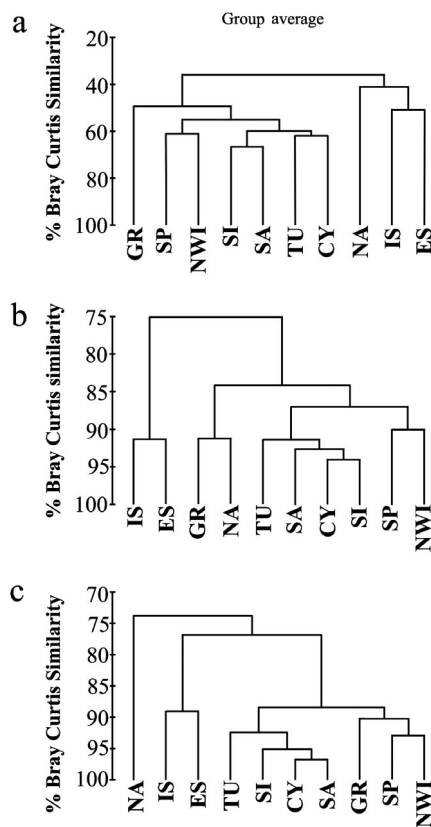 Group average
a
% Bray Curtis Similarity
20
40
60
80
100
GR SP NWI SI SA TU CY NA IS ES
b
% Bray Curtis similarity
75
80
85
90
95
100
IS ES GR NA TU SA CY SI SP NWI
c
% Bray Curtis Similarity
70
75
80
85
90
95
100
NA IS ES TU SI CY SA GR SP NWI